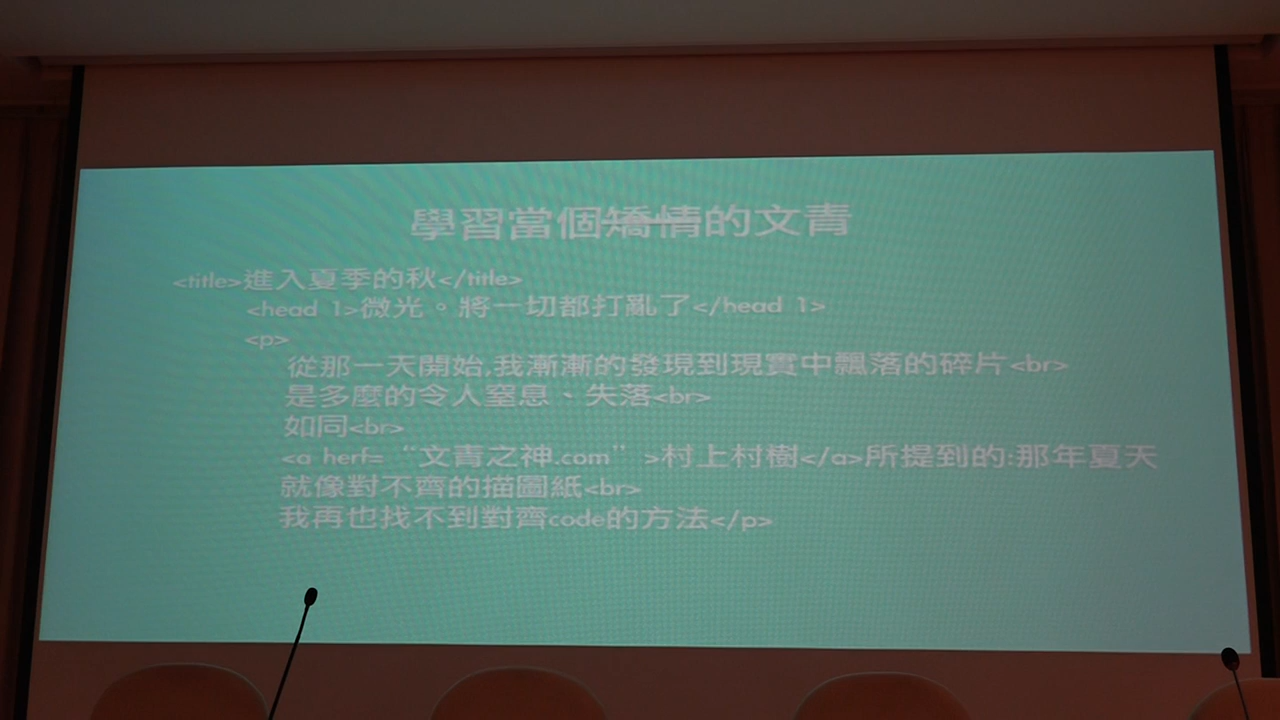 學習當個矯情的文青
<title>進入夏季的秋</title>
<head 1>微光。將一切都打亂了</head 1>
<p>
從那一天開始,我漸漸的發現到現實中飄落的碎片<br>
是多麼的令人窒息、失落<br>
如同<br>
<a herf= “文青之神.com” >村上村樹</a>所提到的:那年夏天
就像對不齊的描圖紙<br>
我再也找不到對齊code的方法</p>